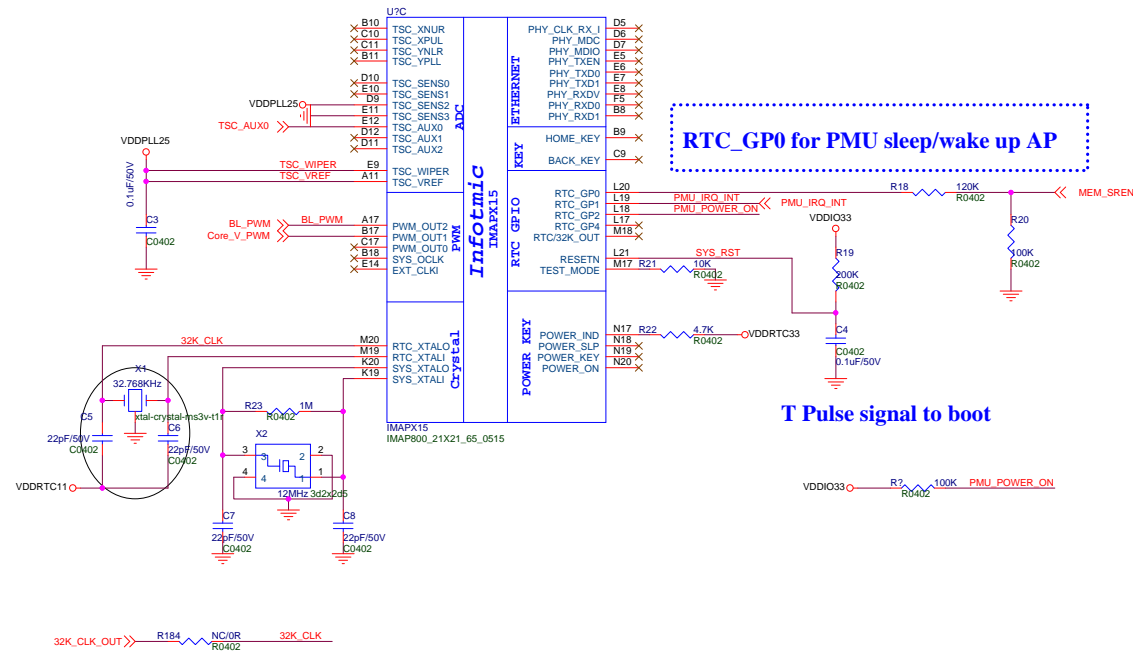 U?C
B10 TSC_XNUR
C10 TSC_XPUL
C11 TSC_YNLR
B11 TSC_YPLL
D10 TSC_SENS0
E10 TSC_SENS1
VDDPLL25 D9 TSC_SENS2
E11 TSC_SENS3
TSC_AUX0 E12 TSC_AUX0
D12 TSC_AUX1
D11 TSC_AUX2
VDDPLL25
TSC_WIPER E9 TSC_WIPER
TSC_VREF A11 TSC_VREF
0.1uF/50V
C3
C0402
BL_PWM BL_PWM A17 PWM_OUT2
Core_V_PWM B17 PWM_OUT1
C17 PWM_OUT0
B18 SYS_OCLK
E14 EXT_CLKI
ADC
PWM
Crystal
Infotmic
IMAPX15
ETHERNET
KEY
RTC GPIO
POWER KEY
PHY_CLK_RX_I D5
PHY_MDC D6
PHY_MDIO D7
PHY_TXEN E5
PHY_TXD0 E6
PHY_TXD1 E7
PHY_RXDV E8
PHY_RXD0 F5
PHY_RXD1 B8
HOME_KEY B9
BACK_KEY C9
RTC_GP0 for PMU sleep/wake up AP
RTC_GP0 L20 R18 120K R0402 MEM_SREN
RTC_GP1 L19 PMU_IRQ_INT PMU_IRQ_INT
RTC_GP2 L18 PMU_POWER_ON
RTC_GP4 L17
RTC/32K_OUT M18
VDDIO33
R20
100K
R0402
RESETN L21 SYS_RST
TEST_MODE M17 R21 10K R0402
R19
200K
R0402
POWER_IND N17 R22 4.7K R0402 VDDRTC33
POWER_SLP N18
POWER_KEY N19
POWER_ON N20
C4
C0402
0.1uF/50V
32K_CLK M20 RTC_XTALO
M19 RTC_XTALI
K20 SYS_XTALO
K19 SYS_XTALI
X1
32.768KHz
xtal-crystal-ms3v-t1r
C5
22pF/50V
C0402
C6
22pF/50V
C0402
VDDRTC11
R23 1M
R0402
X2
3 3 2 2
4 4 1 1
12MHz 3d2x2d5
C7
22pF/50V
C0402
C8
22pF/50V
C0402
IMAPX15
IMAP800_21X21_65_0515
T Pulse signal to boot
VDDIO33 R? 100K PMU_POWER_ON
R0402
32K_CLK_OUT R184 NC/0R 32K_CLK
R0402